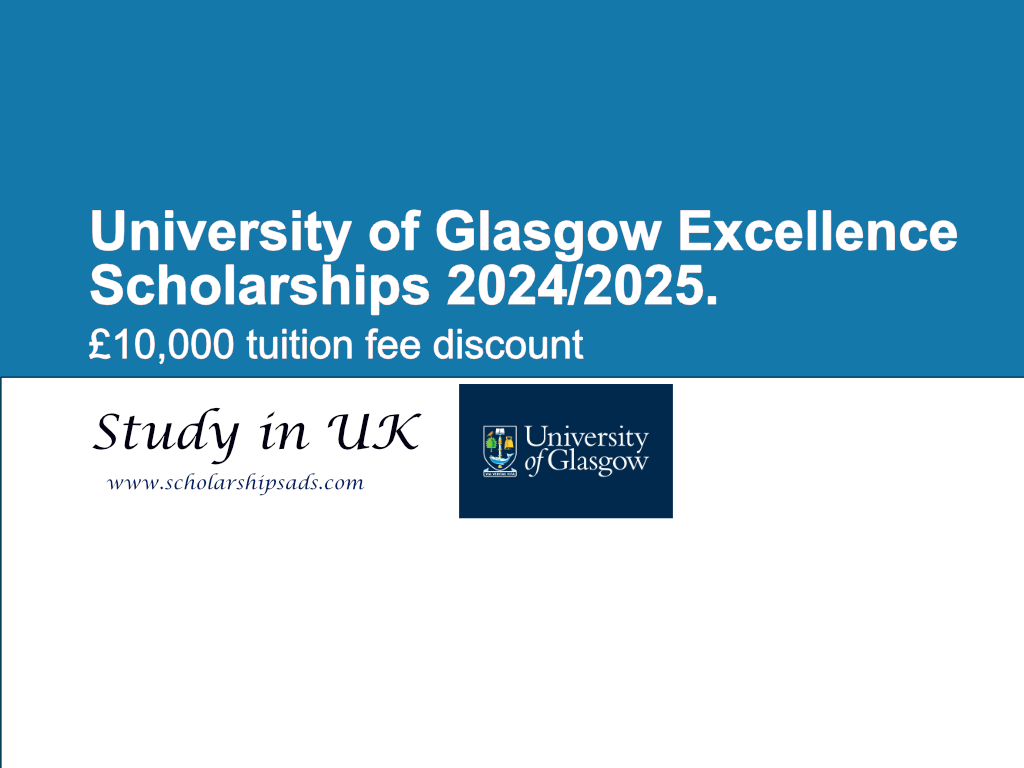 University of Glasgow Excellence
Scholarships 2024/2025.
£10,000 tuition fee discount
Study in UK
www.scholarshipsads.com
University
of Glasgow